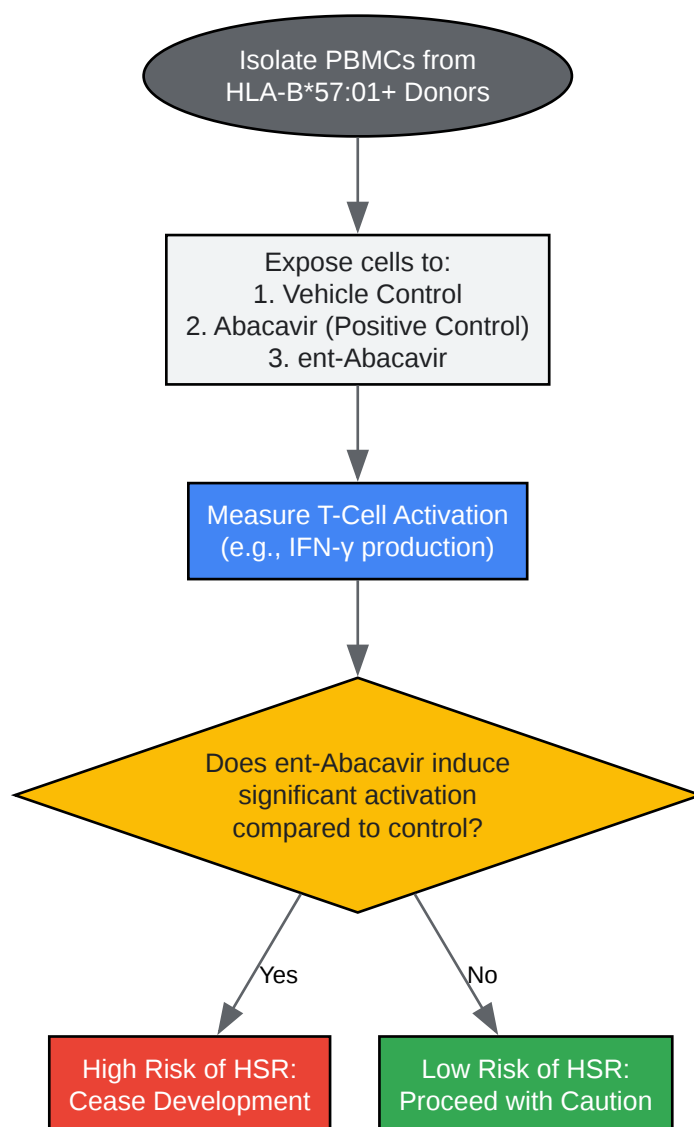 Isolate PBMCs from
HLA-B*57:01+ Donors
Expose cells to:
1. Vehicle Control
2. Abacavir (Positive Control)
3. ent-Abacavir
Measure T-Cell Activation
(e.g., IFN-γ production)
Does ent-Abacavir induce
significant activation
compared to control?
Yes
No
High Risk of HSR:
Cease Development
Low Risk of HSR:
Proceed with Caution